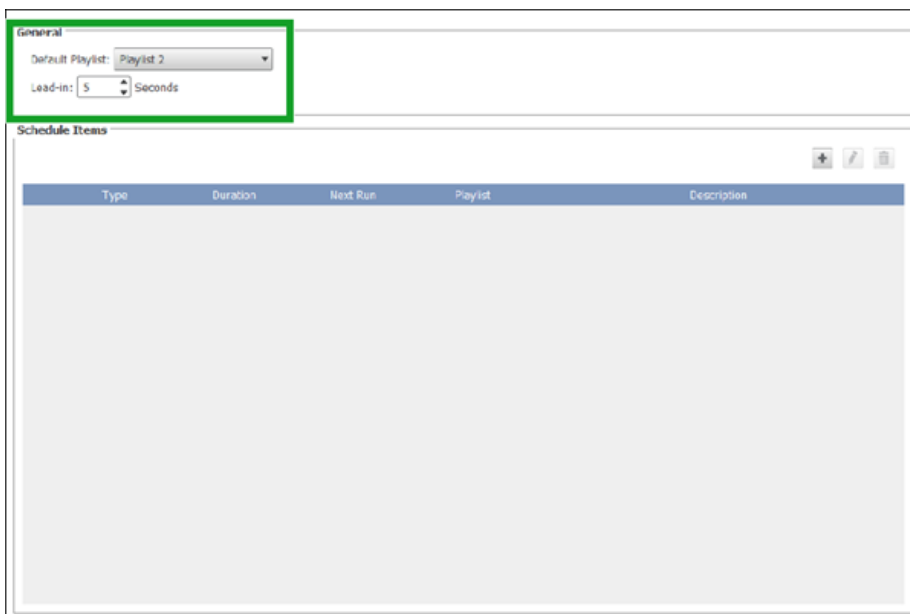 General
Default Playlist: Playlist 2
Lead-in: 5 Seconds
Schedule Items
Type Duration Next Run Playlist Description